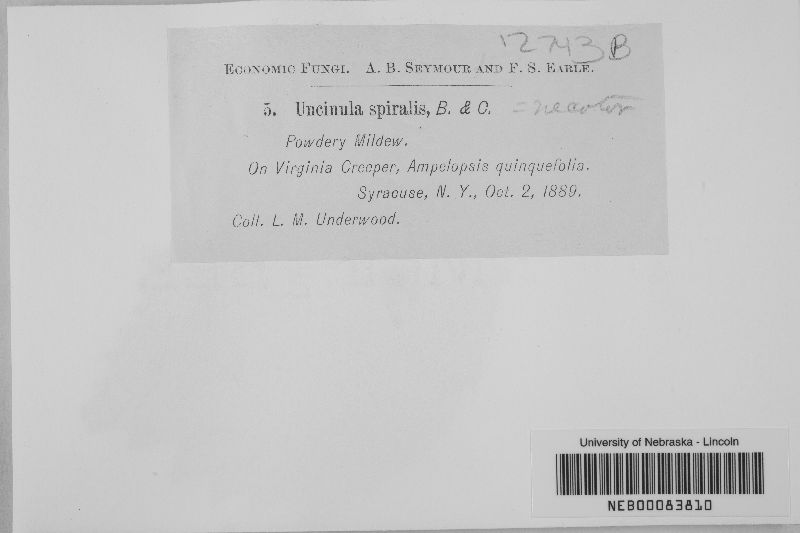 12743B
ECONOMIC FUNGI. A. B. SEYMOUR AND F. S. EARLE.
5. Uncinula spiralis, B. & C. = necator
Powdery Mildew.
On Virginia Creeper, Ampelopsis quinquefolia.
Syracuse, N. Y., Oct. 2, 1889.
Coll. L. M. Underwood.
University of Nebraska - Lincoln
NEB00083810